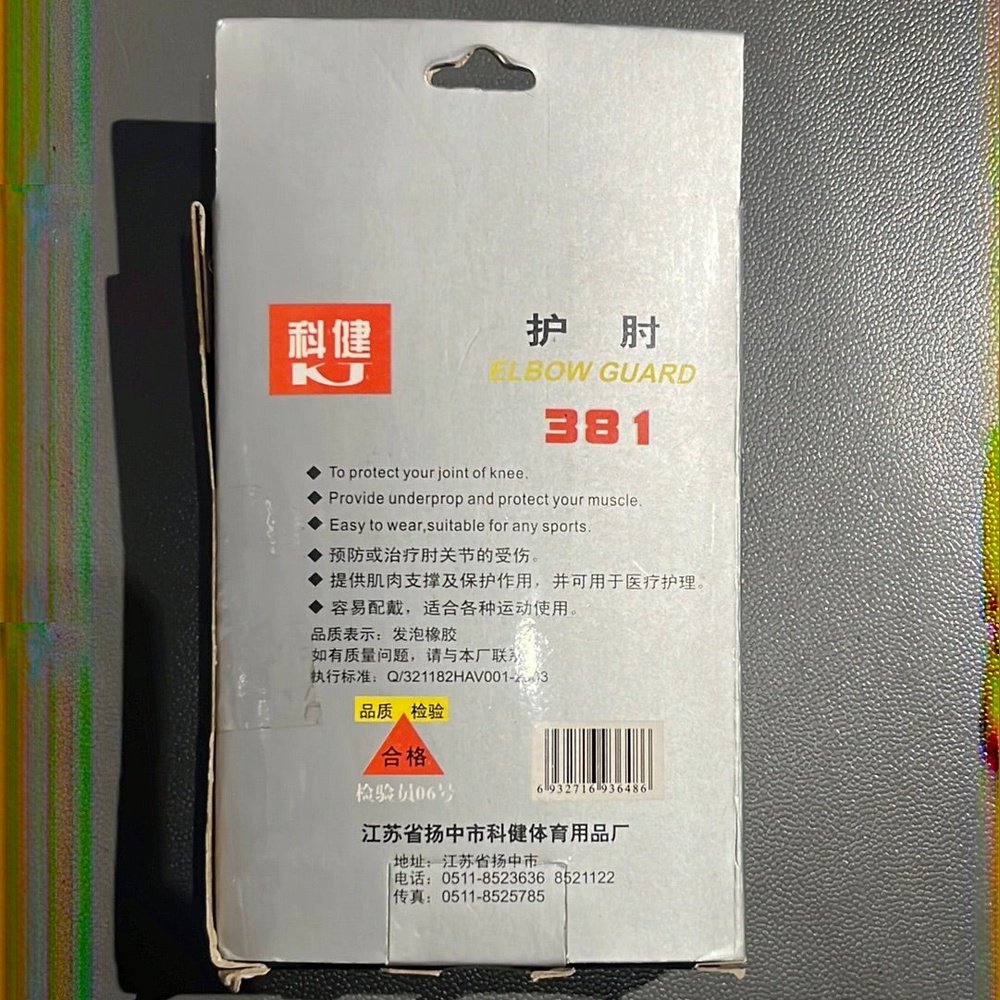 科健
KJ
护 肘
ELBOW GUARD
381
◆ To protect your joint of knee.
◆ Provide underprop and protect your muscle.
◆ Easy to wear,suitable for any sports.
◆ 预防或治疗肘关节的受伤。
◆ 提供肌肉支撑及保护作用，并可用于医疗护理。
◆ 容易配戴，适合各种运动使用。
品质表示：发泡橡胶
如有质量问题，请与本厂联系
执行标准：Q/321182HAV001-
品质 检验
合格
检验员06号
6 932716 936486
江苏省扬中市科健体育用品厂
地址：江苏省扬中市
电话：0511-8523636 8521122
传真：0511-8525785